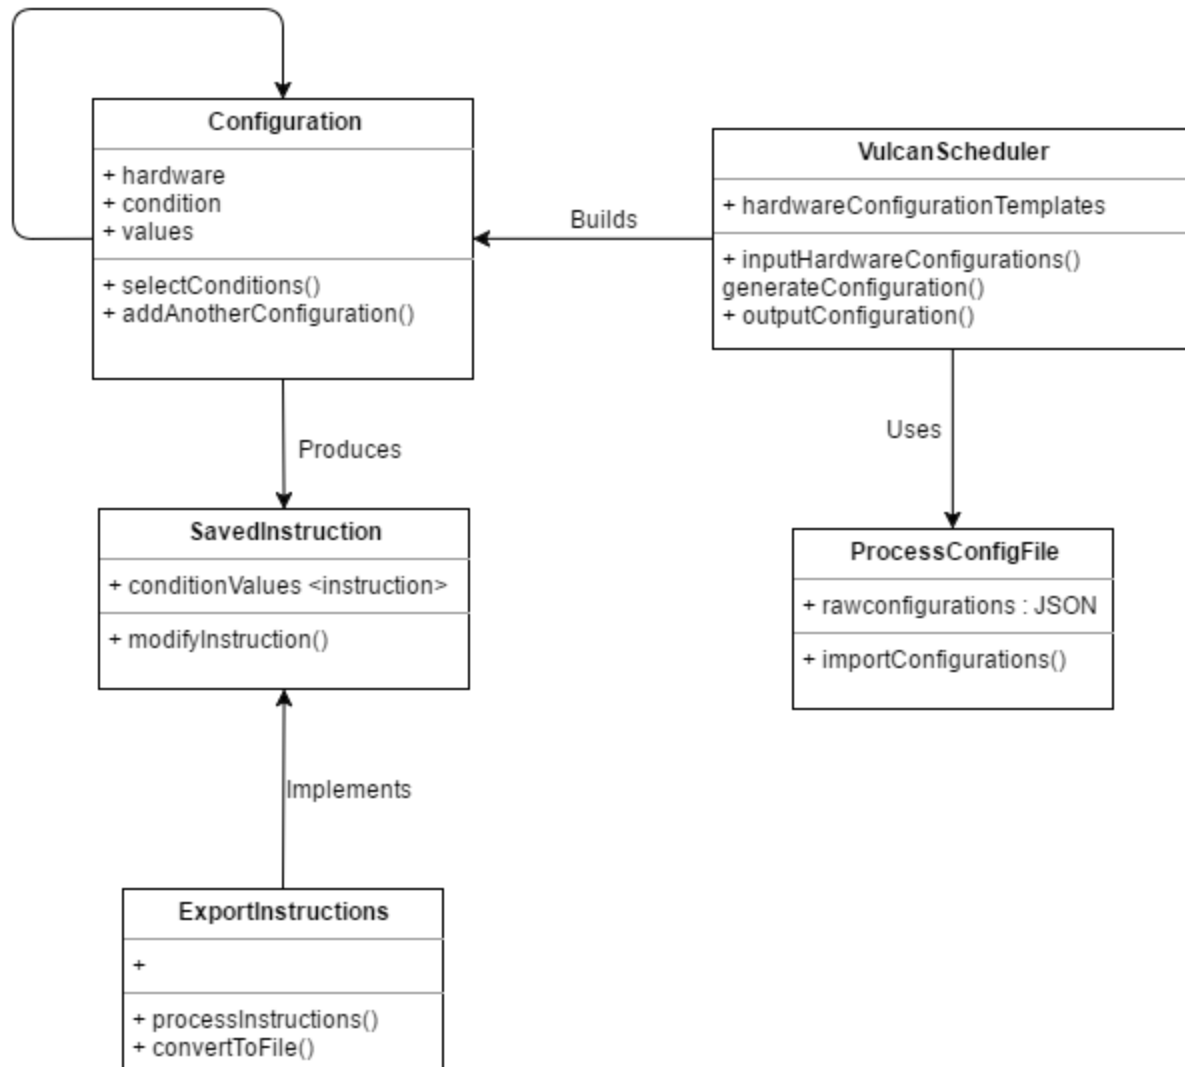 Configuration
+ hardware
+ condition
+ values
+ selectConditions()
+ addAnotherConfiguration()
Builds
VulcanScheduler
+ hardwareConfigurationTemplates
+ inputHardwareConfigurations()
generateConfiguration()
+ outputConfiguration()
Produces
Uses
SavedInstruction
+ conditionValues <instruction>
+ modifyInstruction()
ProcessConfigFile
+ rawconfigurations : JSON
+ importConfigurations()
Implements
ExportInstructions
+
+ processInstructions()
+ convertToFile()